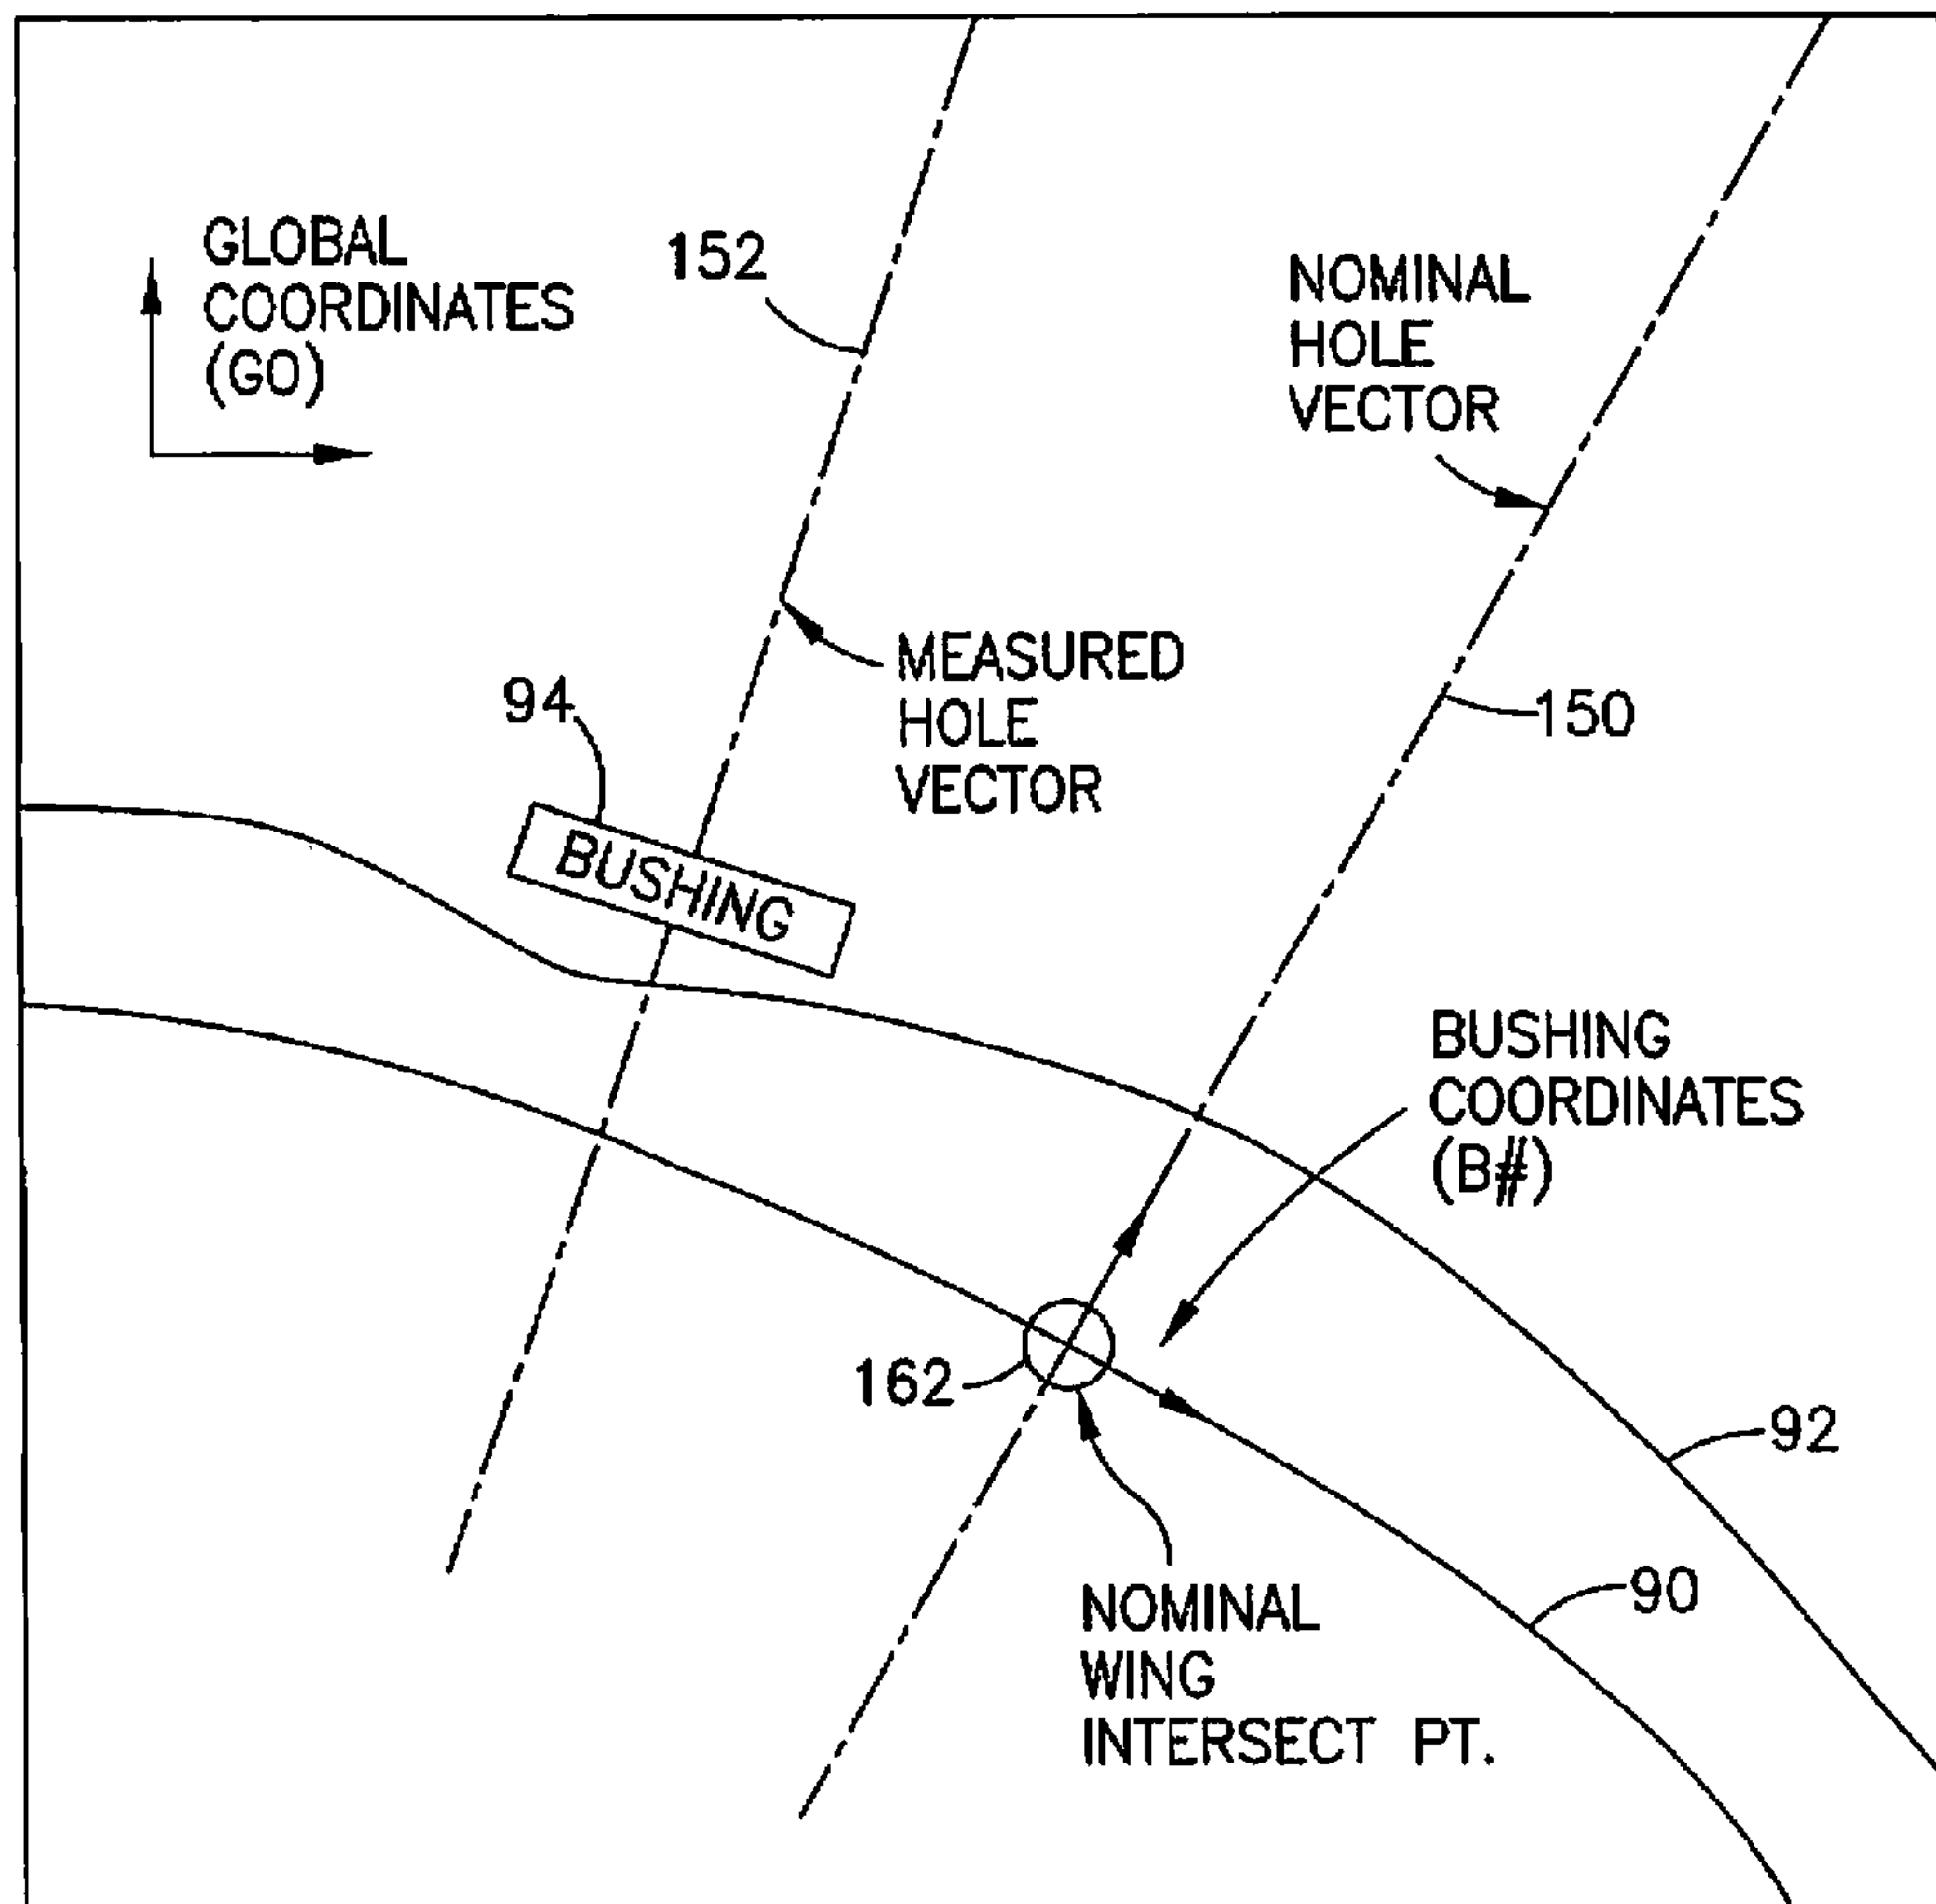 GLOBAL
COORDINATES
(GO)
152
NOMINAL
HOLE
VECTOR
MEASURED
HOLE
VECTOR
94
150
BUSHING
BUSHING
COORDINATES
(B#)
162
92
90
NOMINAL
WING
INTERSECT PT.